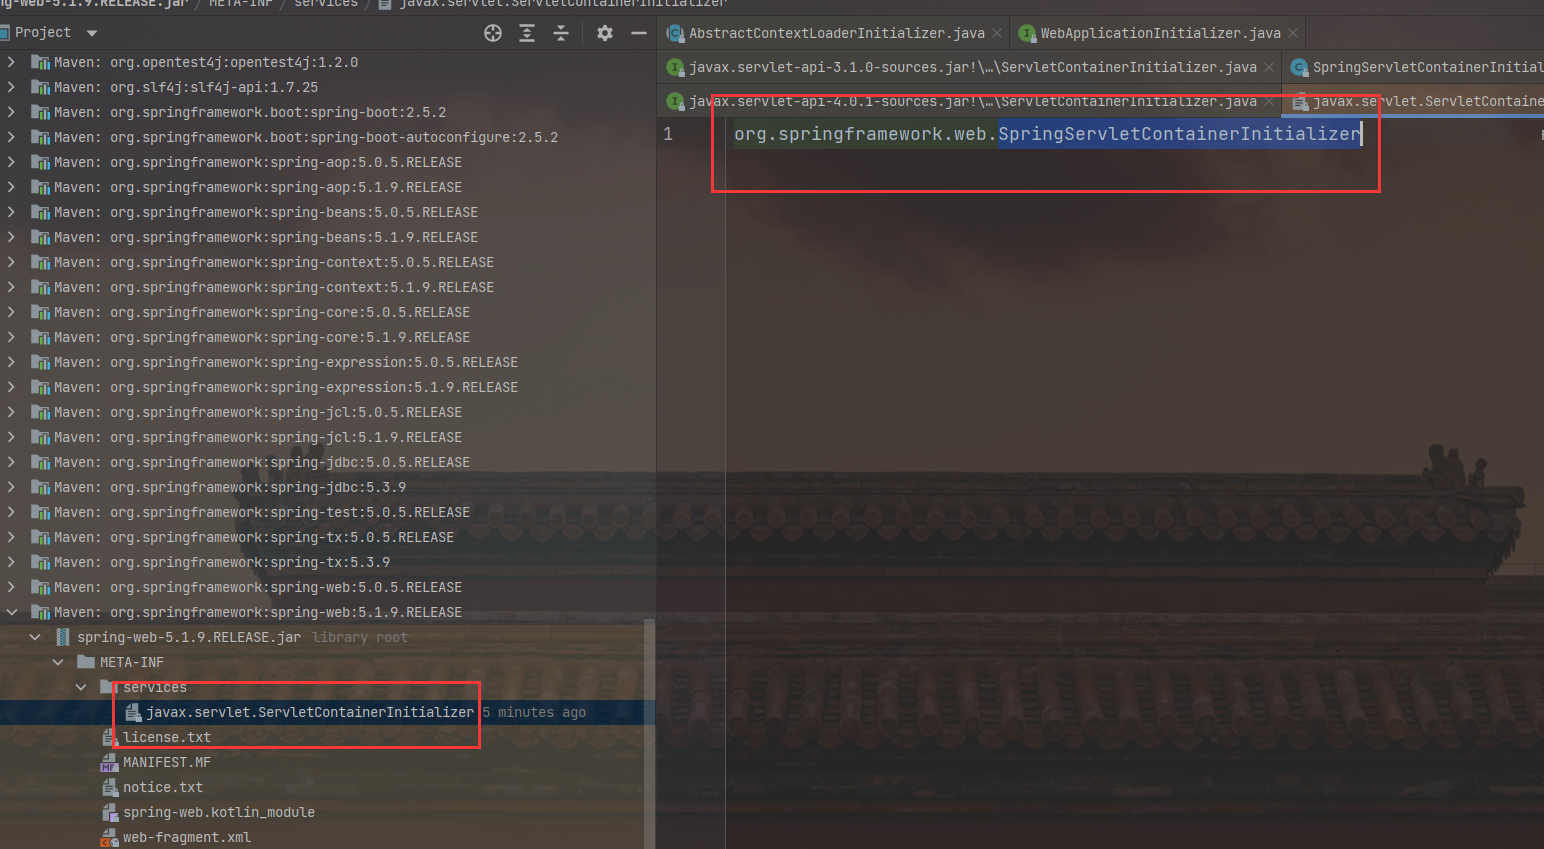 ng-web-5.1.9.RELEASE.jar / META-INF / services / javax.servlet.ServletContainerInitializer
Project
AbstractContextLoaderInitializer.java
WebApplicationInitializer.java
javax.servlet-api-3.1.0-sources.jar!\...\ServletContainerInitializer.java
SpringServletContainerInitial
javax.servlet-api-4.0.1-sources.jar!\...\ServletContainerInitializer.java
javax.servlet.ServletContaine
1 org.springframework.web.SpringServletContainerInitializer
Maven: org.opentest4j:opentest4j:1.2.0
Maven: org.slf4j:slf4j-api:1.7.25
Maven: org.springframework.boot:spring-boot:2.5.2
Maven: org.springframework.boot:spring-boot-autoconfigure:2.5.2
Maven: org.springframework:spring-aop:5.0.5.RELEASE
Maven: org.springframework:spring-aop:5.1.9.RELEASE
Maven: org.springframework:spring-beans:5.0.5.RELEASE
Maven: org.springframework:spring-beans:5.1.9.RELEASE
Maven: org.springframework:spring-context:5.0.5.RELEASE
Maven: org.springframework:spring-context:5.1.9.RELEASE
Maven: org.springframework:spring-core:5.0.5.RELEASE
Maven: org.springframework:spring-core:5.1.9.RELEASE
Maven: org.springframework:spring-expression:5.0.5.RELEASE
Maven: org.springframework:spring-expression:5.1.9.RELEASE
Maven: org.springframework:spring-jcl:5.0.5.RELEASE
Maven: org.springframework:spring-jcl:5.1.9.RELEASE
Maven: org.springframework:spring-jdbc:5.0.5.RELEASE
Maven: org.springframework:spring-jdbc:5.3.9
Maven: org.springframework:spring-test:5.0.5.RELEASE
Maven: org.springframework:spring-tx:5.0.5.RELEASE
Maven: org.springframework:spring-tx:5.3.9
Maven: org.springframework:spring-web:5.0.5.RELEASE
Maven: org.springframework:spring-web:5.1.9.RELEASE
spring-web-5.1.9.RELEASE.jar library root
META-INF
services
javax.servlet.ServletContainerInitializer 5 minutes ago
license.txt
MANIFEST.MF
notice.txt
spring-web.kotlin_module
web-fragment.xml